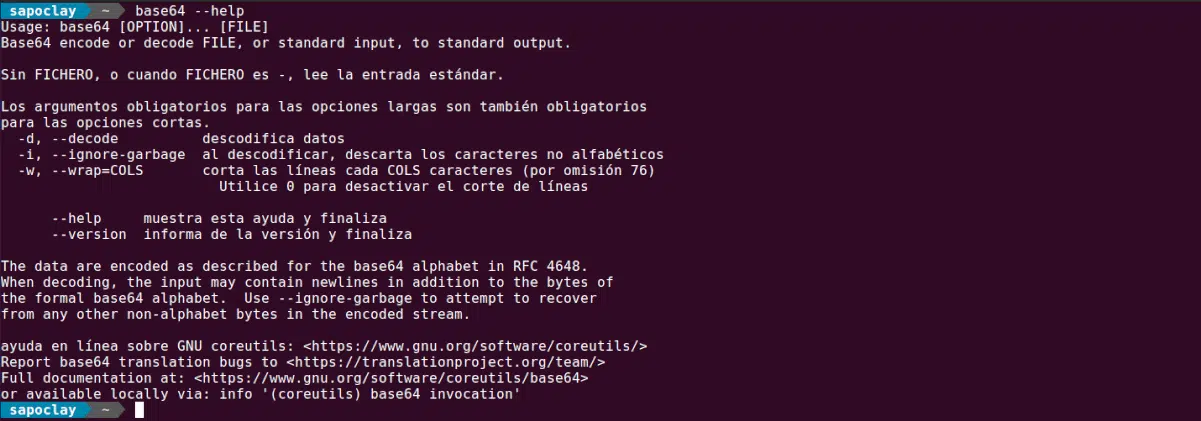 sapoclay ~ base64 --help
Usage: base64 [OPTION]... [FILE]
Base64 encode or decode FILE, or standard input, to standard output.
Sin FICHERO, o cuando FICHERO es -, lee la entrada estándar.
Los argumentos obligatorios para las opciones largas son también obligatorios
para las opciones cortas.
-d, --decode descodifica datos
-i, --ignore-garbage al descodificar, descarta los caracteres no alfabéticos
-w, --wrap=COLS corta las líneas cada COLS caracteres (por omisión 76)
Utilice 0 para desactivar el corte de líneas
--help muestra esta ayuda y finaliza
--version informa de la versión y finaliza
The data are encoded as described for the base64 alphabet in RFC 4648.
When decoding, the input may contain newlines in addition to the bytes of
the formal base64 alphabet. Use --ignore-garbage to attempt to recover
from any other non-alphabet bytes in the encoded stream.
ayuda en línea sobre GNU coreutils: <https://www.gnu.org/software/coreutils/>
Report base64 translation bugs to <https://translationproject.org/team/>
Full documentation at: <https://www.gnu.org/software/coreutils/base64>
or available locally via: info '(coreutils) base64 invocation'
sapoclay ~